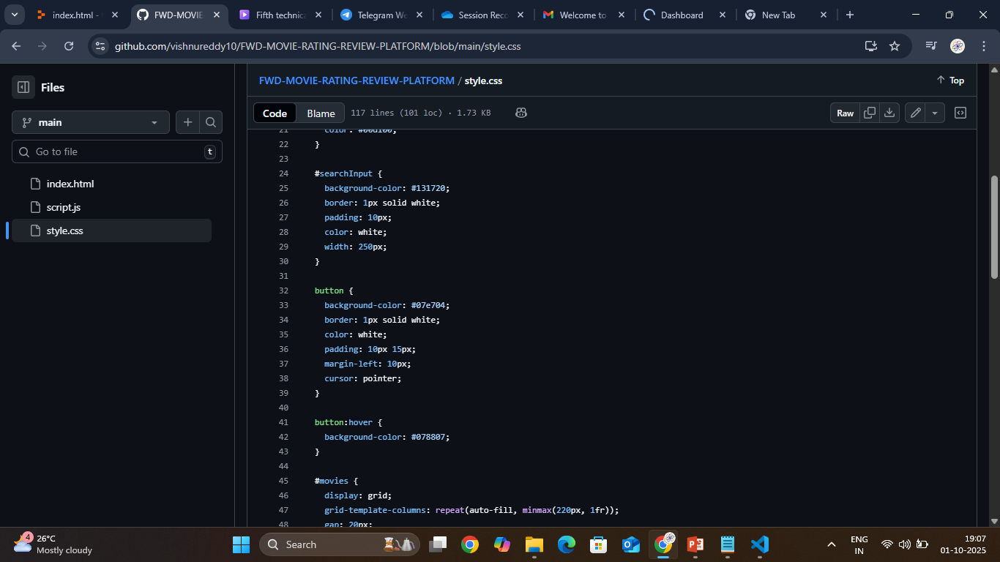 index.html -
FWD-MOVIE
Fifth technica
Telegram We
Session Reco
Welcome to
Dashboard
New Tab
github.com/vishnureddy10/FWD-MOVIE-RATING-REVIEW-PLATFORM/blob/main/style.css
Files
main
Go to file
t
index.html
script.js
style.css
FWD-MOVIE-RATING-REVIEW-PLATFORM / style.css
Top
Code
Blame
117 lines (101 loc) · 1.73 KB
Raw
21 color: #00d100;
22 }
23
24 #searchInput {
25 background-color: #131720;
26 border: 1px solid white;
27 padding: 10px;
28 color: white;
29 width: 250px;
30 }
31
32 button {
33 background-color: #07e704;
34 border: 1px solid white;
35 color: white;
36 padding: 10px 15px;
37 margin-left: 10px;
38 cursor: pointer;
39 }
40
41 button:hover {
42 background-color: #078807;
43 }
44
45 #movies {
46 display: grid;
47 grid-template-columns: repeat(auto-fill, minmax(220px, 1fr));
48 gap: 20px;
4
26°C
Mostly cloudy
Search
ENG
IN
19:07
01-10-2025